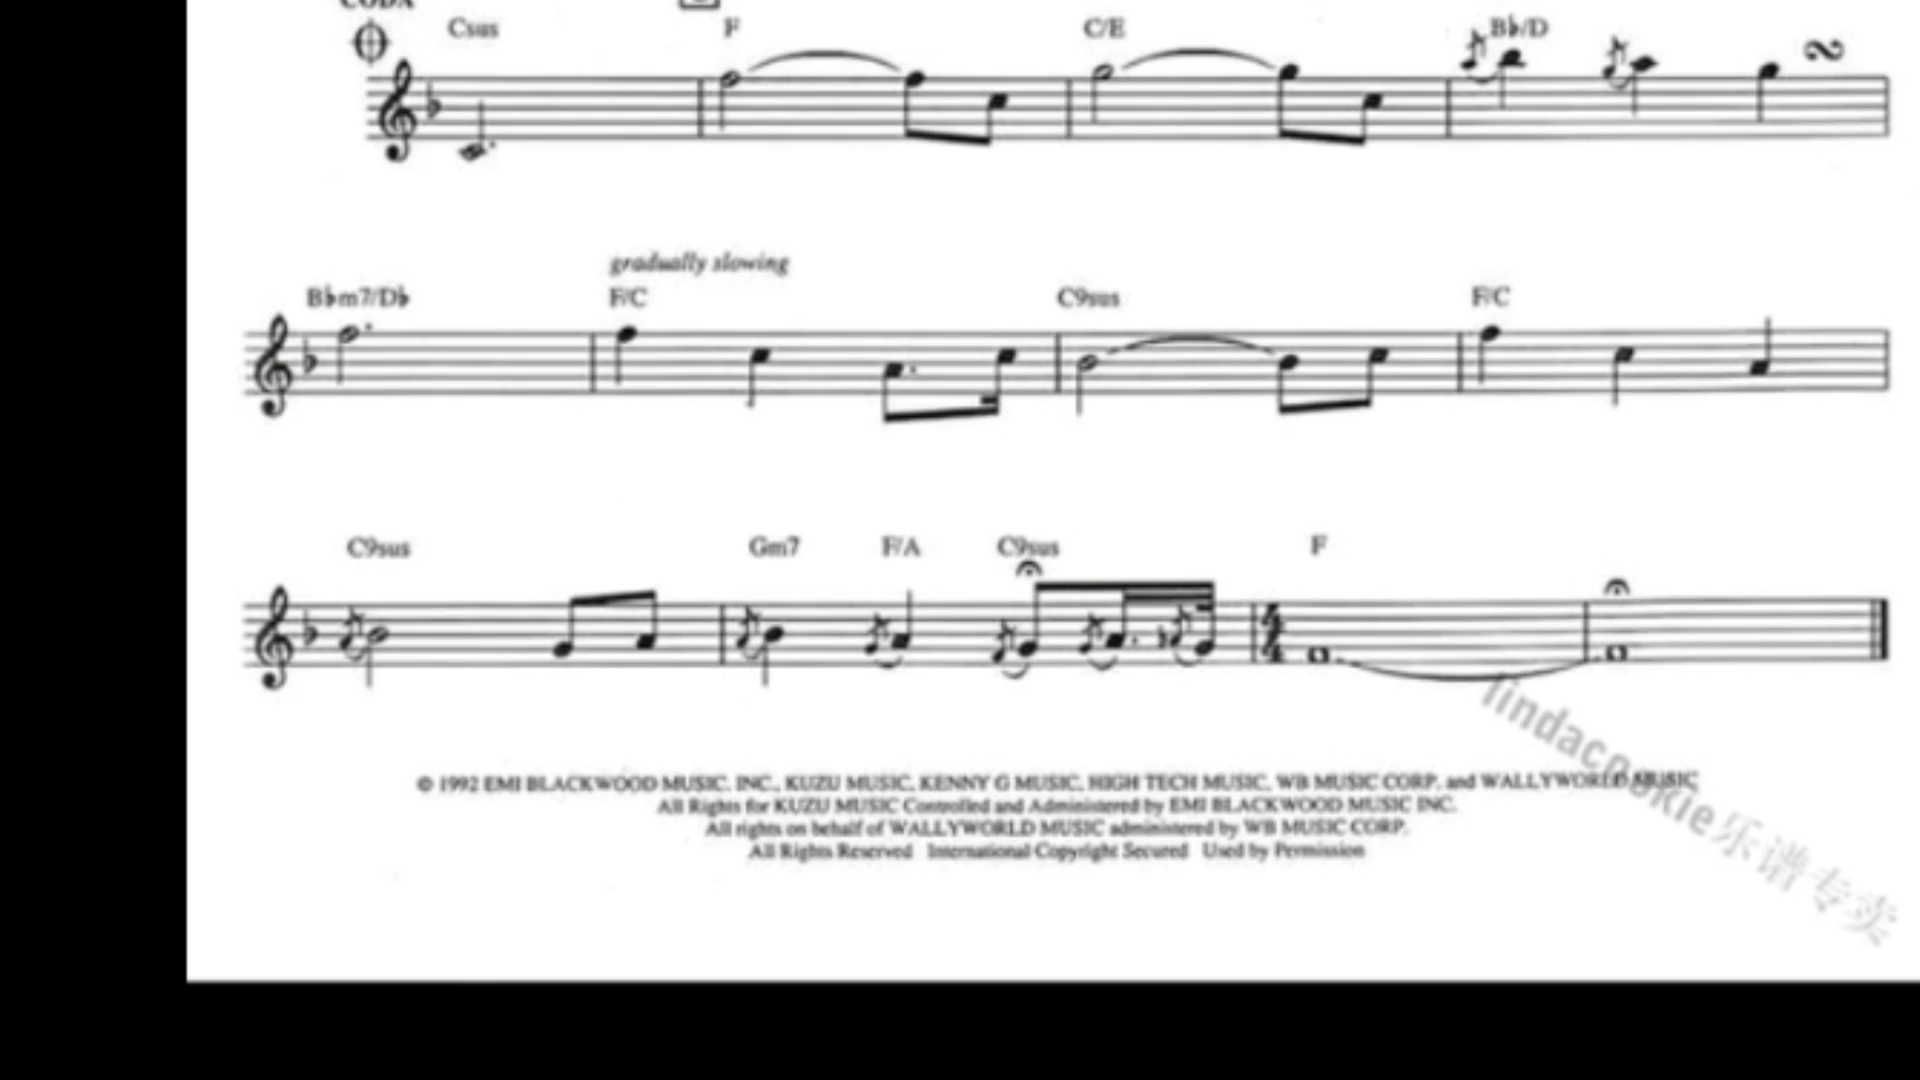 CODA
Csus F C/E B♭/D
gradually slowing
B♭m7/D♭ F/C C9sus F/C
C9sus Gm7 F/A C9sus F
4/4
© 1992 EMI BLACKWOOD MUSIC. INC., KUZU MUSIC, KENNY G MUSIC, HIGH TECH MUSIC, WB MUSIC CORP. and WALLYWORLD MUSIC
All Rights for KUZU MUSIC Controlled and Administered by EMI BLACKWOOD MUSIC INC.
All rights on behalf of WALLYWORLD MUSIC administered by WB MUSIC CORP.
All Rights Reserved International Copyright Secured Used by Permission
lindacookie乐谱专卖